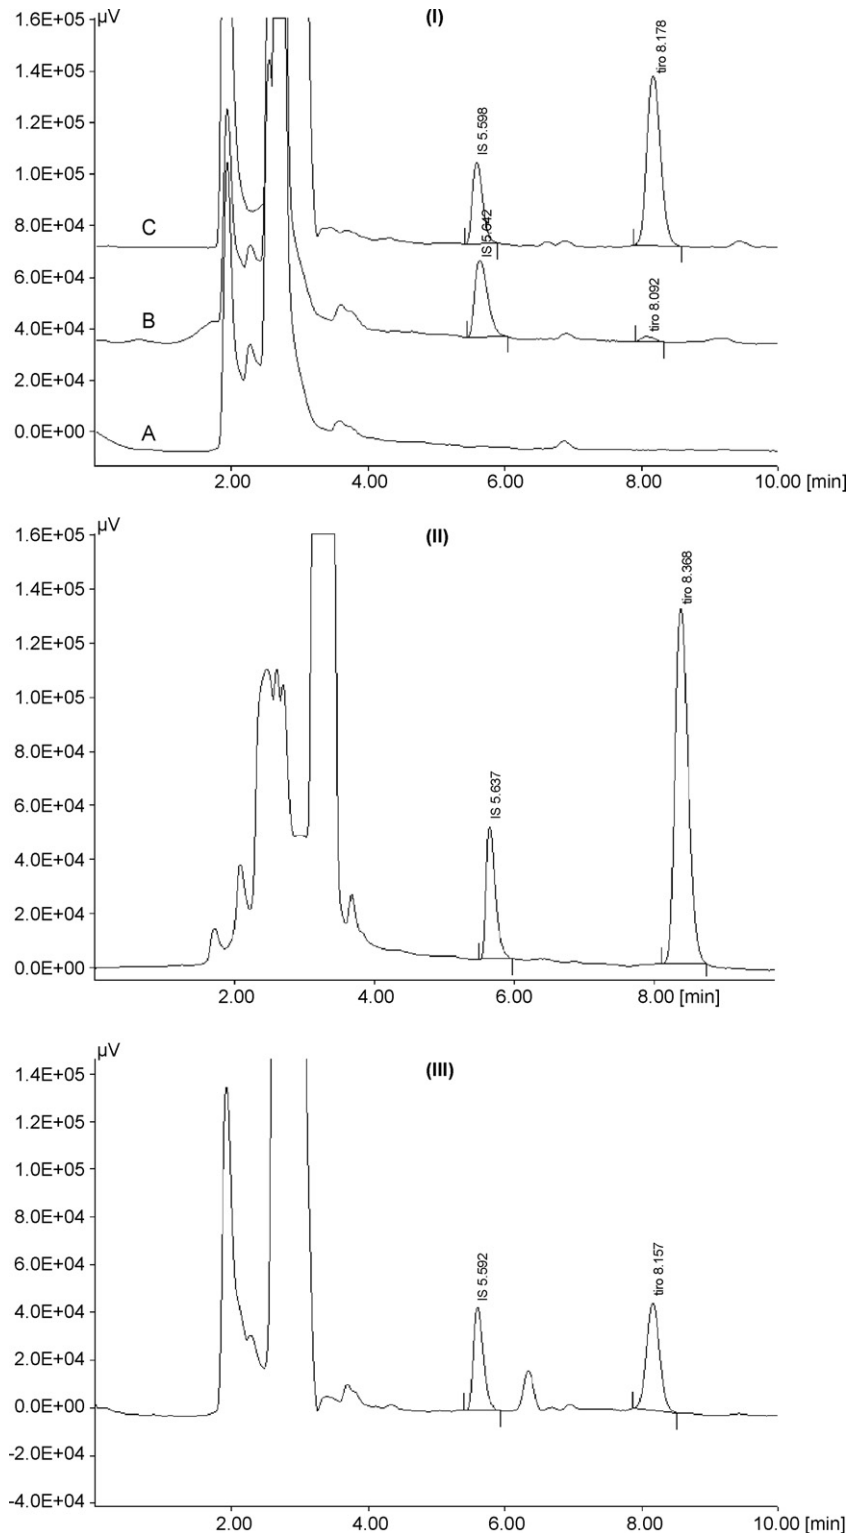 µV
(I)
1.6E+05
1.4E+05
1.2E+05
1.0E+05
8.0E+04
6.0E+04
4.0E+04
2.0E+04
0.0E+00
C
B
A
IS 5.598
IS 5.642
tiro 8.178
tiro 8.092
2.00 4.00 6.00 8.00 10.00 [min]
µV
(II)
1.6E+05
1.4E+05
1.2E+05
1.0E+05
8.0E+04
6.0E+04
4.0E+04
2.0E+04
0.0E+00
IS 5.637
tiro 8.368
2.00 4.00 6.00 8.00 [min]
µV
(III)
1.4E+05
1.2E+05
1.0E+05
8.0E+04
6.0E+04
4.0E+04
2.0E+04
0.0E+00
-2.0E+04
-4.0E+04
IS 5.592
tiro 8.157
2.00 4.00 6.00 8.00 10.00 [min]